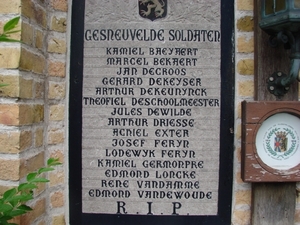 GESNEUVELDE SOLDATEN
KAMIEL BAEYAERT
MARCEL BEKAERT
JAN DECROOS
GERARD DEKEYSER
ARTHUR DEKEUNYNCK
THEOFIEL DESCHOOLMEESTER
JULES DEWILDE
ARTHUR DRIESSE
ACHIEL EXTER
JOSEF FERYN
LODEWYK FERYN
KAMIEL GERMONPRE
EDMOND LONCKE
RENE VANDAMME
EDMOND VANDEWOUDE
R.I.P.